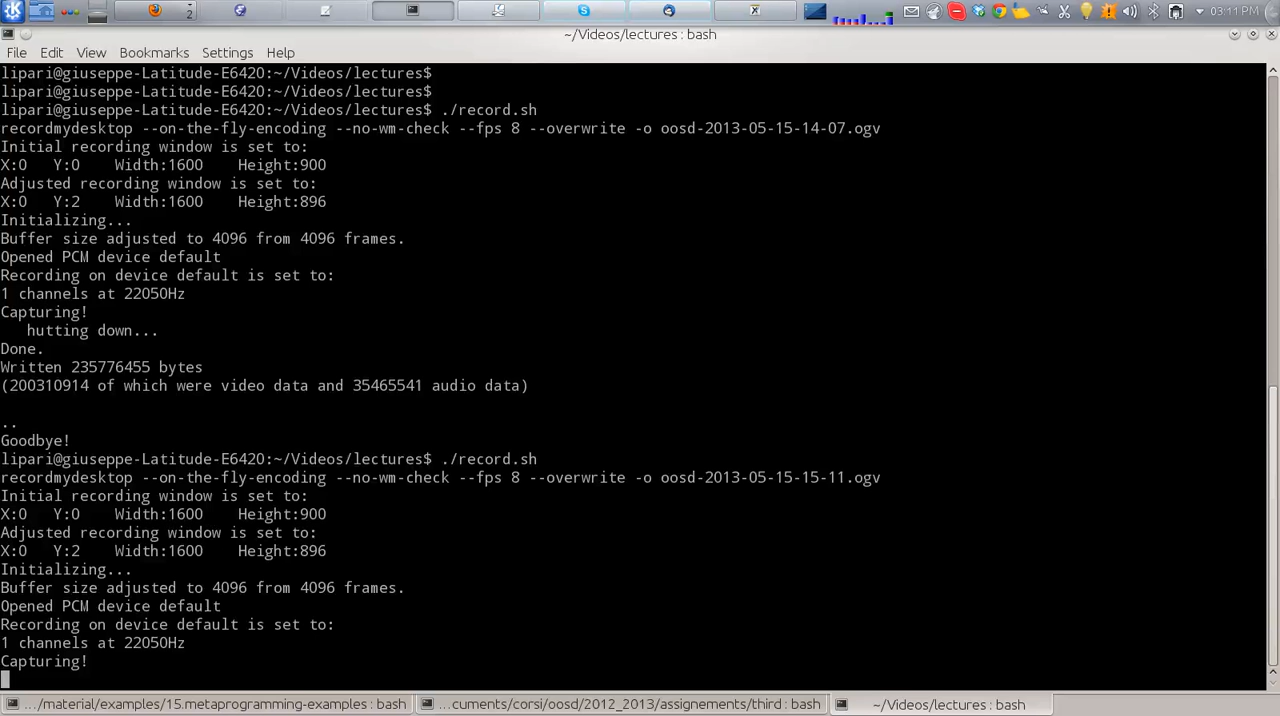 2
03:11 PM
~/Videos/lectures : bash
File Edit View Bookmarks Settings Help
lipari@giuseppe-Latitude-E6420:~/Videos/lectures$
lipari@giuseppe-Latitude-E6420:~/Videos/lectures$
lipari@giuseppe-Latitude-E6420:~/Videos/lectures$ ./record.sh
recordmydesktop --on-the-fly-encoding --no-wm-check --fps 8 --overwrite -o oosd-2013-05-15-14-07.ogv
Initial recording window is set to:
X:0 Y:0 Width:1600 Height:900
Adjusted recording window is set to:
X:0 Y:2 Width:1600 Height:896
Initializing...
Buffer size adjusted to 4096 from 4096 frames.
Opened PCM device default
Recording on device default is set to:
1 channels at 22050Hz
Capturing!
hutting down...
Done.
Written 235776455 bytes
(200310914 of which were video data and 35465541 audio data)
..
Goodbye!
lipari@giuseppe-Latitude-E6420:~/Videos/lectures$ ./record.sh
recordmydesktop --on-the-fly-encoding --no-wm-check --fps 8 --overwrite -o oosd-2013-05-15-15-11.ogv
Initial recording window is set to:
X:0 Y:0 Width:1600 Height:900
Adjusted recording window is set to:
X:0 Y:2 Width:1600 Height:896
Initializing...
Buffer size adjusted to 4096 from 4096 frames.
Opened PCM device default
Recording on device default is set to:
1 channels at 22050Hz
Capturing!
.../material/examples/15.metaprogramming-examples : bash
...cuments/corsi/oosd/2012_2013/assignements/third : bash
~/Videos/lectures : bash